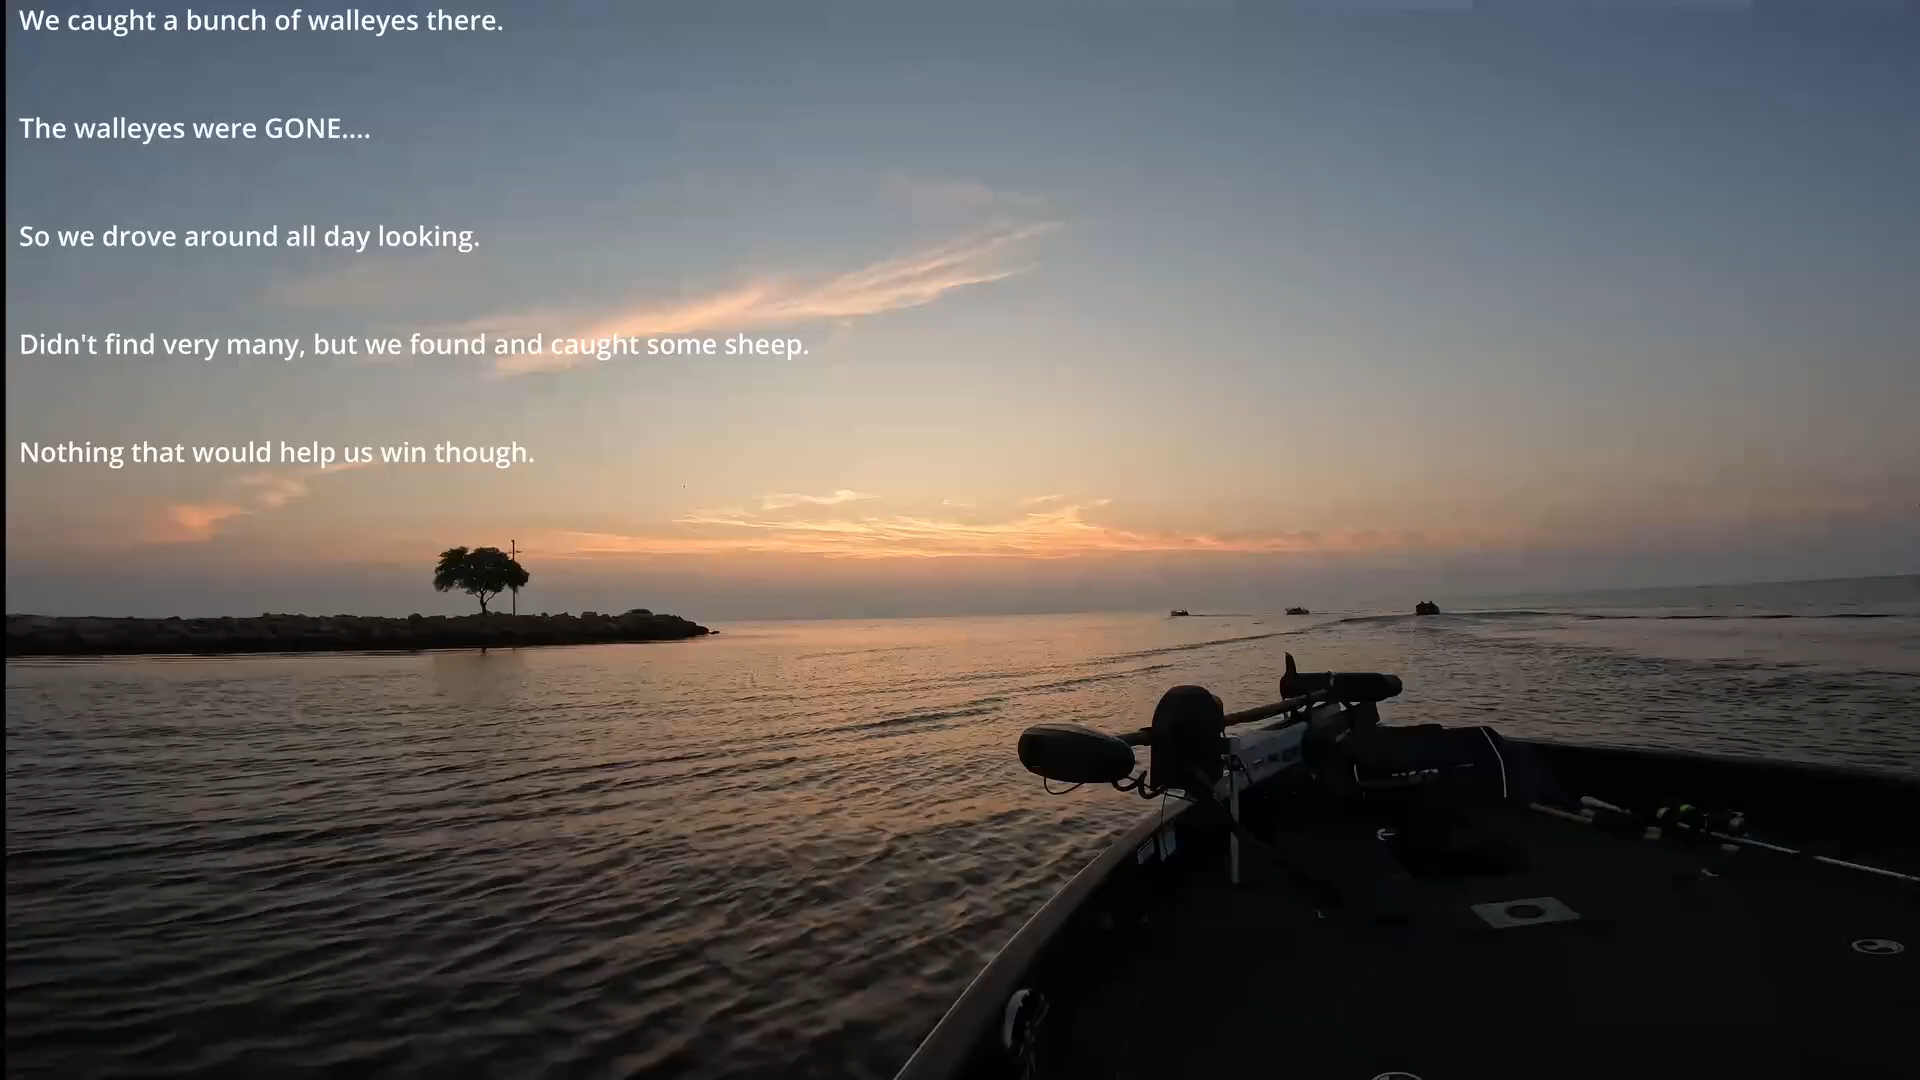 We caught a bunch of walleyes there.
The walleyes were GONE....
So we drove around all day looking.
Didn't find very many, but we found and caught some sheep.
Nothing that would help us win though.